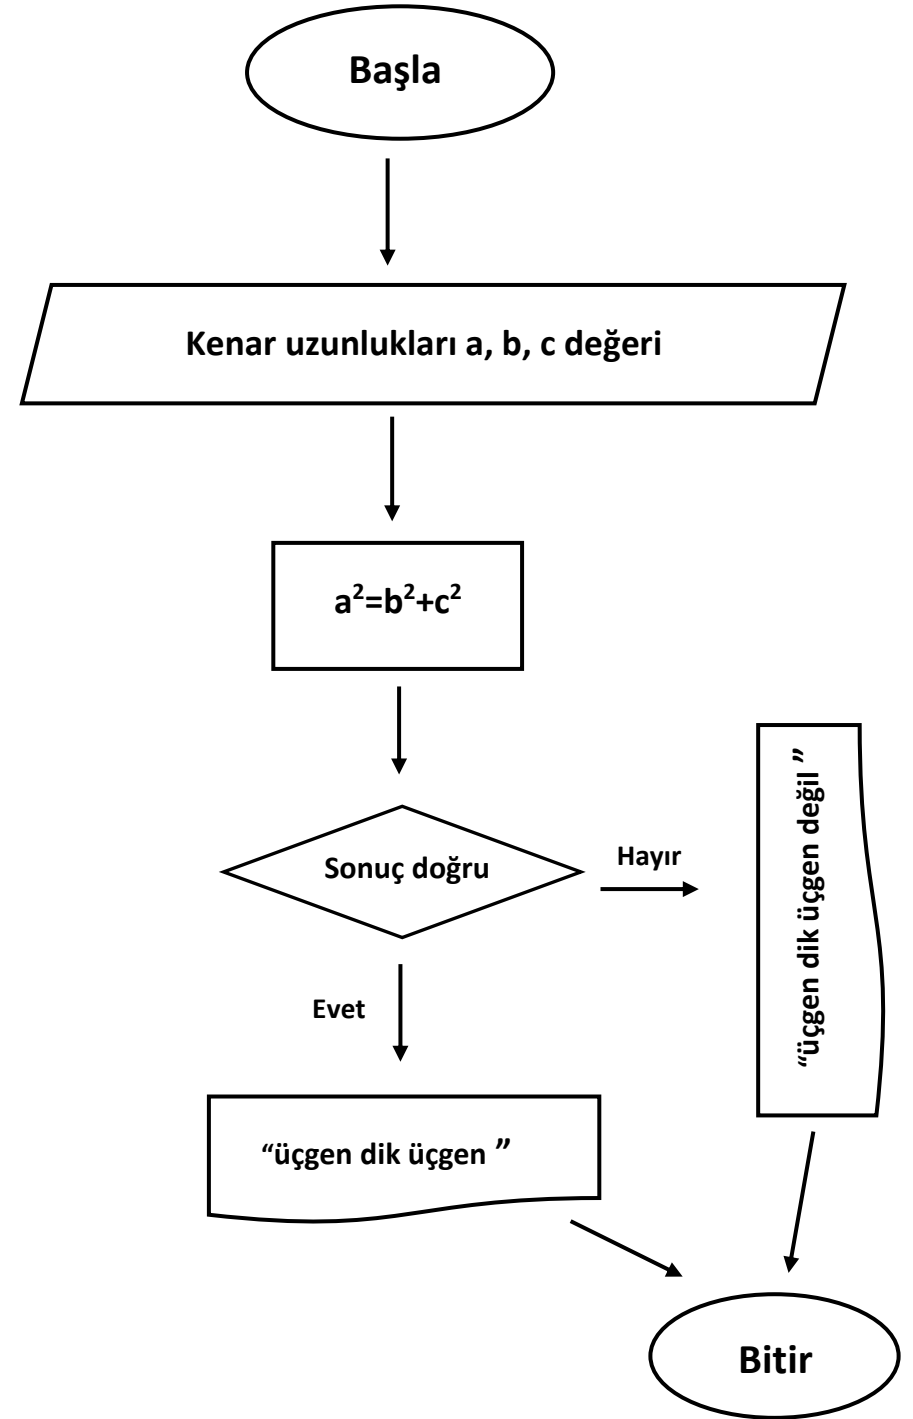 Başla
Kenar uzunlukları a, b, c değeri
a²=b²+c²
Sonuç doğru
Hayır
“üçgen dik üçgen değil ”
Evet
“üçgen dik üçgen ”
Bitir